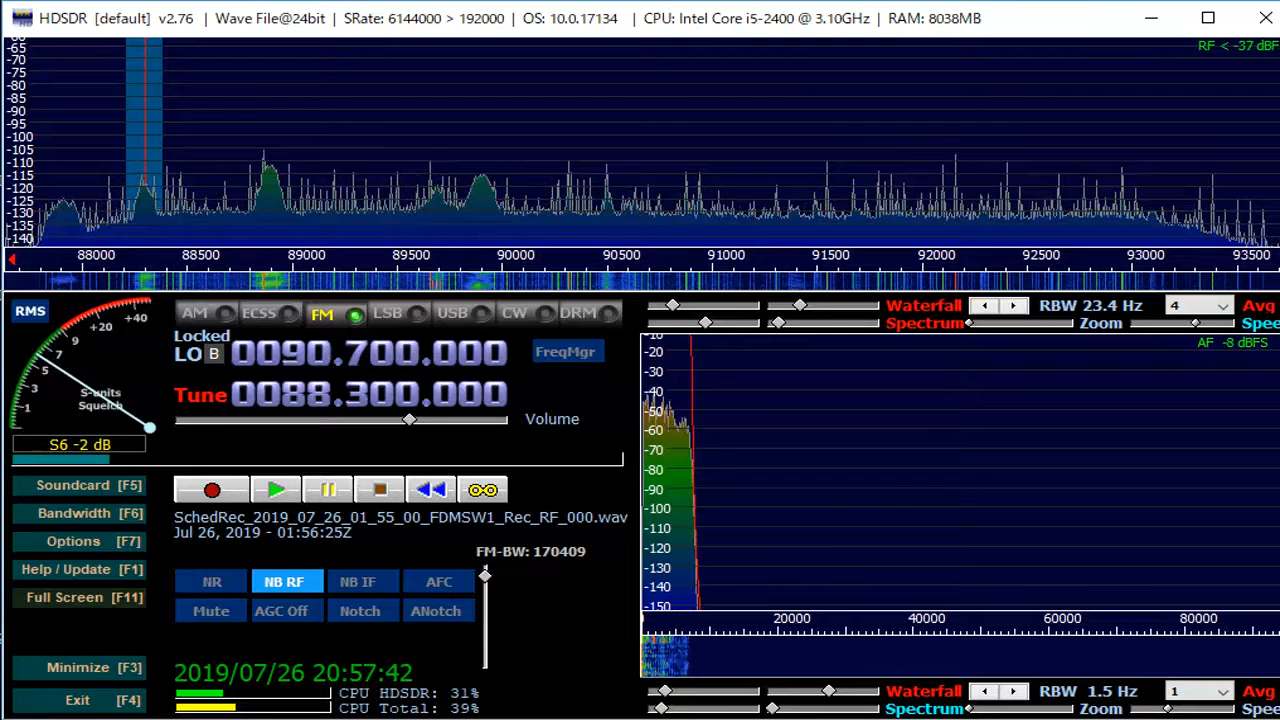 HDSDR [default] v2.76 | Wave File@24bit | SRate: 6144000 > 192000 | OS: 10.0.17134 | CPU: Intel Core i5-2400 @ 3.10GHz | RAM: 8038MB
RF < -37 dBF
-65
-70
-75
-80
-85
-90
-95
-100
-105
-110
-115
-120
-125
-130
-135
-140
88000 88500 89000 89500 90000 90500 91000 91500 92000 92500 93000 93500
RMS
+20 +40
1 3 5 7 9
S-units
Squelch
S6 -2 dB
AM ECSS FM LSB USB CW DRM
Locked
LO B 0090.700.000 FreqMgr
Tune 0088.300.000
Volume
Waterfall RBW 23.4 Hz 4 Avg
Spectrum Zoom Spee
AF -8 dBFS
-10
-20
-30
-40
-50
-60
-70
-80
-90
-100
-110
-120
-130
-140
-150
20000 40000 60000 80000
Soundcard [F5]
Bandwidth [F6]
Options [F7]
Help / Update [F1]
Full Screen [F11]
Minimize [F3]
Exit [F4]
SchedRec_2019_07_26_01_55_00_FDMSW1_Rec_RF_000.wav
Jul 26, 2019 - 01:56:25Z
FM-BW: 170409
NR NB RF NB IF AFC
Mute AGC Off Notch ANotch
2019/07/26 20:57:42
CPU HDSDR: 31%
CPU Total: 39%
Waterfall RBW 1.5 Hz 1 Avg
Spectrum Zoom Spee